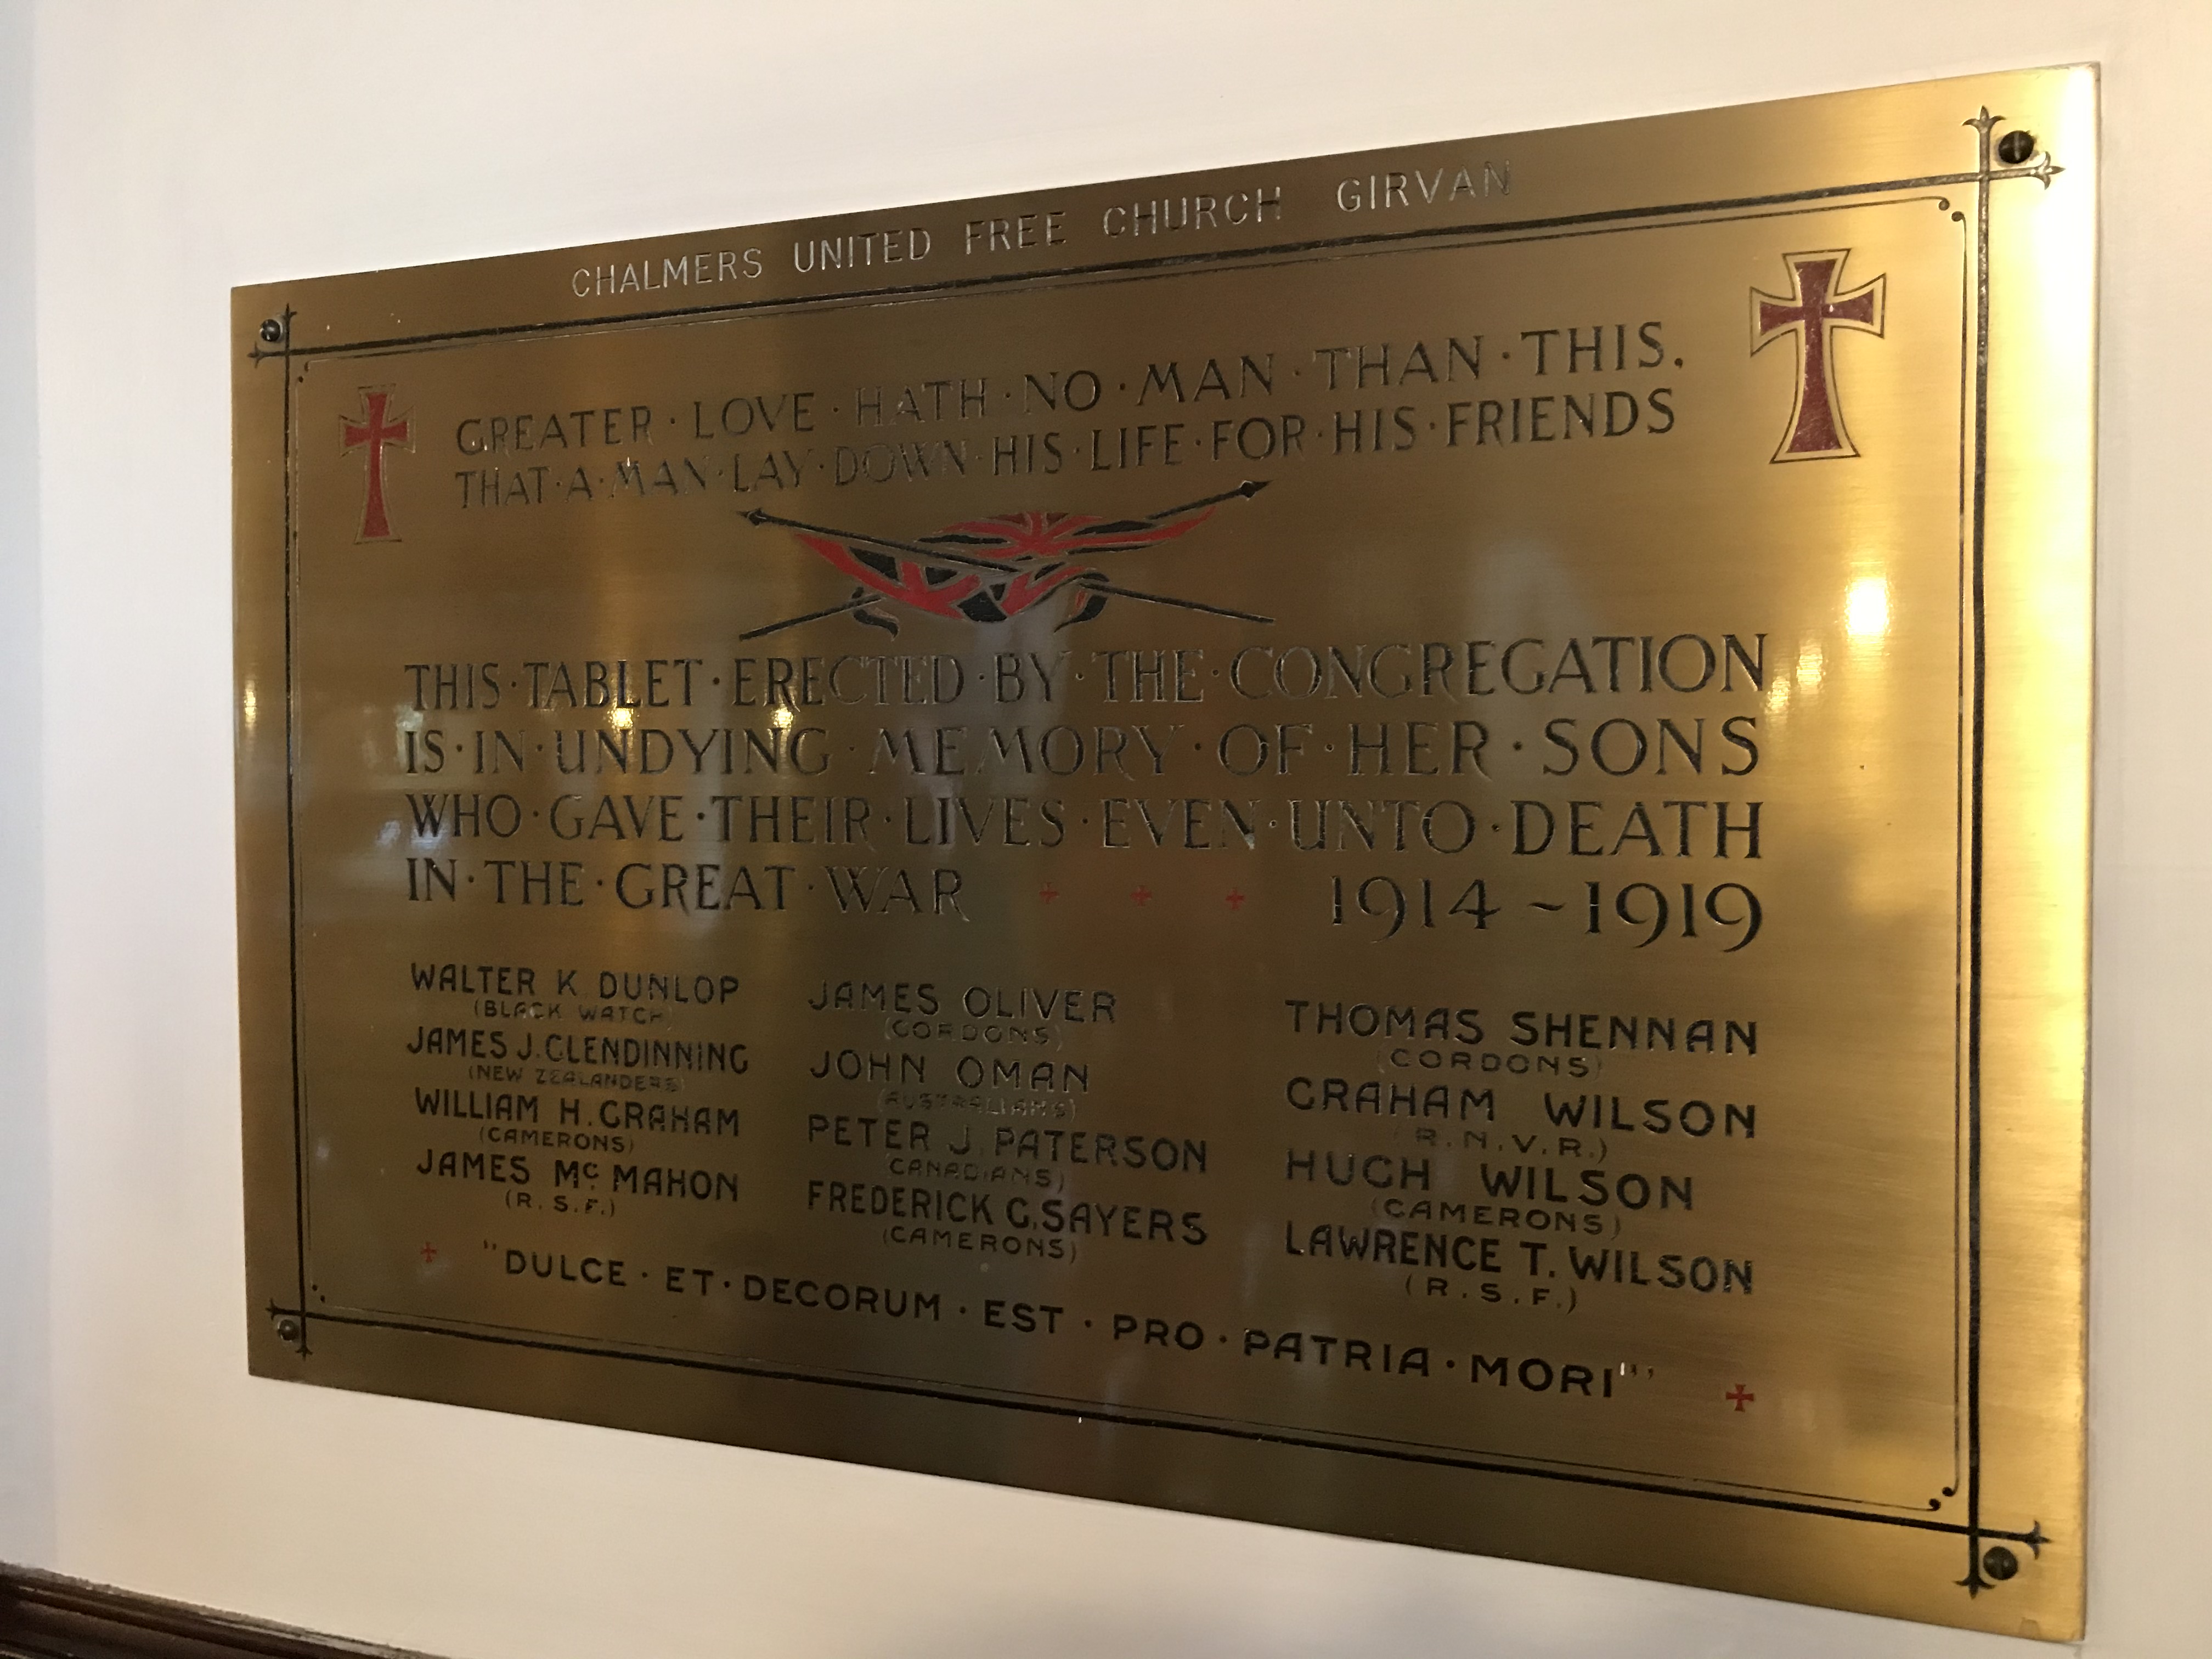 CHALMERS UNITED FREE CHURCH GIRVAN
GREATER · LOVE · HATH · NO · MAN · THAN · THIS,
THAT · A · MAN · LAY · DOWN · HIS · LIFE · FOR · HIS · FRIENDS
THIS · TABLET · ERECTED · BY · THE · CONGREGATION
IS · IN · UNDYING · MEMORY · OF · HER · SONS
WHO · GAVE · THEIR · LIVES · EVEN · UNTO · DEATH
IN · THE · GREAT · WAR 1914 ~ 1919
WALTER K DUNLOP
(BLACK WATCH)
JAMES J. CLENDINNING
(NEW ZEALANDERS)
WILLIAM H. GRAHAM
(CAMERONS)
JAMES Mc MAHON
(R.S.F.)
JAMES OLIVER
(GORDONS)
JOHN OMAN
(AUSTRALIANS)
PETER J. PATERSON
(CANADIANS)
FREDERICK G. SAYERS
(CAMERONS)
THOMAS SHENNAN
(GORDONS)
GRAHAM WILSON
(R.N.V.R.)
HUGH WILSON
(CAMERONS)
LAWRENCE T. WILSON
(R.S.F.)
"DULCE · ET · DECORUM · EST · PRO · PATRIA · MORI"